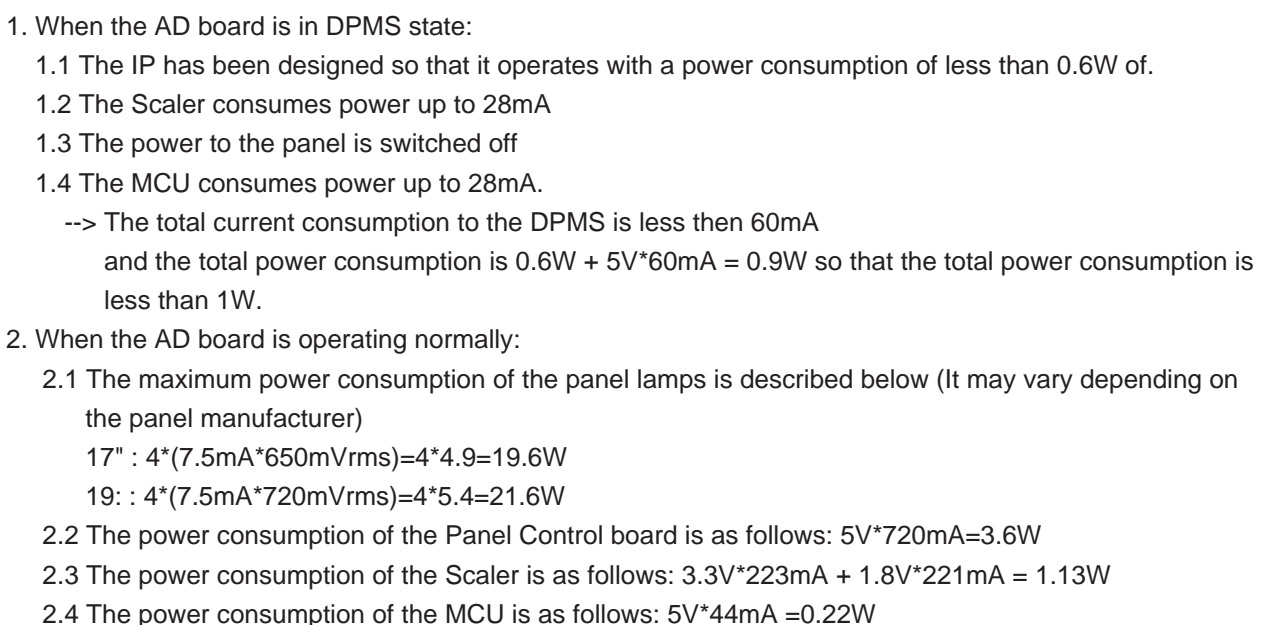 1. When the AD board is in DPMS state:
1.1 The IP has been designed so that it operates with a power consumption of less than 0.6W of.
1.2 The Scaler consumes power up to 28mA
1.3 The power to the panel is switched off
1.4 The MCU consumes power up to 28mA.
--> The total current consumption to the DPMS is less then 60mA
and the total power consumption is 0.6W + 5V*60mA = 0.9W so that the total power consumption is
less than 1W.
2. When the AD board is operating normally:
2.1 The maximum power consumption of the panel lamps is described below (It may vary depending on
the panel manufacturer)
17" : 4*(7.5mA*650mVrms)=4*4.9=19.6W
19: : 4*(7.5mA*720mVrms)=4*5.4=21.6W
2.2 The power consumption of the Panel Control board is as follows: 5V*720mA=3.6W
2.3 The power consumption of the Scaler is as follows: 3.3V*223mA + 1.8V*221mA = 1.13W
2.4 The power consumption of the MCU is as follows: 5V*44mA =0.22W